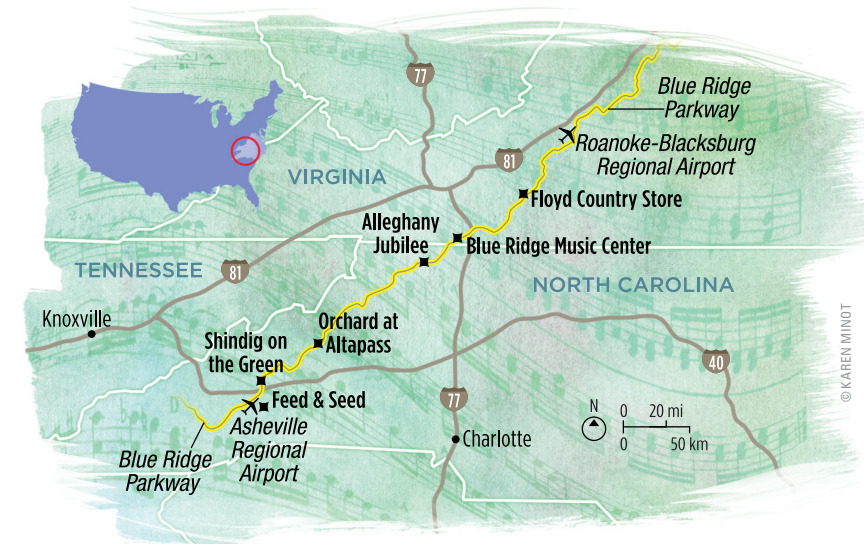 77
Blue Ridge
Parkway
Roanoke-Blacksburg
Regional Airport
81
VIRGINIA
Floyd Country Store
Alleghany
Jubilee
Blue Ridge Music Center
TENNESSEE
81
NORTH CAROLINA
Knoxville
Orchard at
Altapass
Shindig on
the Green
40
Feed & Seed
77
Asheville
Regional
Airport
Charlotte
Blue Ridge
Parkway
N
0 20 mi
0 50 km
© KAREN MINOT